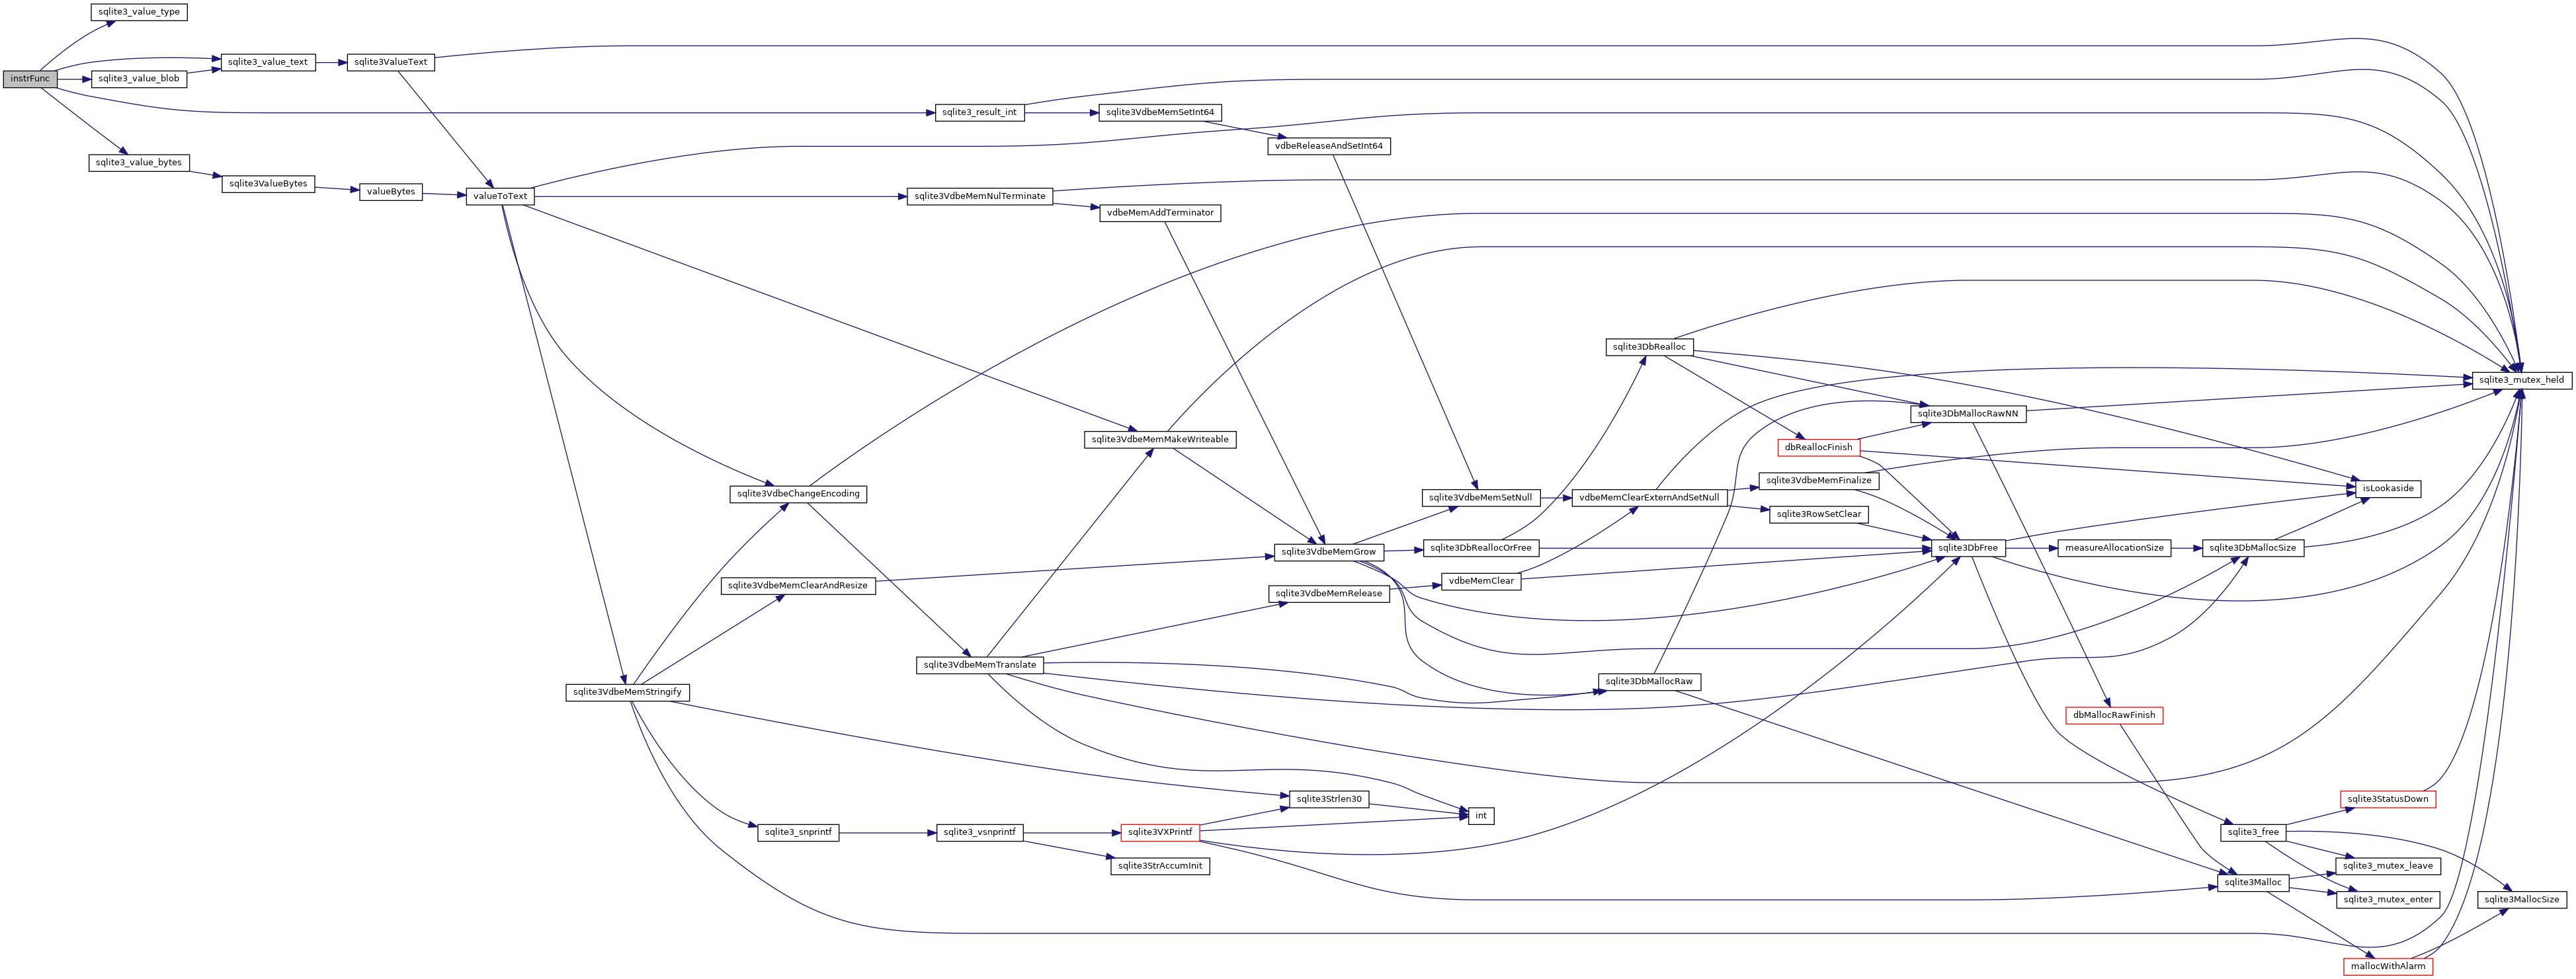 sqlite3_value_type
sqlite3_value_text
sqlite3ValueText
instrFunc
sqlite3_value_blob
sqlite3_result_int
sqlite3VdbeMemSetInt64
vdbeReleaseAndSetInt64
sqlite3_value_bytes
sqlite3ValueBytes
valueBytes
valueToText
sqlite3VdbeMemNulTerminate
vdbeMemAddTerminator
sqlite3DbRealloc
sqlite3_mutex_held
sqlite3DbMallocRawNN
sqlite3VdbeMemMakeWriteable
dbReallocFinish
sqlite3VdbeMemFinalize
isLookaside
sqlite3VdbeChangeEncoding
sqlite3VdbeMemSetNull
vdbeMemClearExternAndSetNull
sqlite3RowSetClear
sqlite3VdbeMemGrow
sqlite3DbReallocOrFree
sqlite3DbFree
measureAllocationSize
sqlite3DbMallocSize
sqlite3VdbeMemClearAndResize
sqlite3VdbeMemRelease
vdbeMemClear
sqlite3VdbeMemTranslate
sqlite3DbMallocRaw
sqlite3VdbeMemStringify
dbMallocRawFinish
sqlite3Strlen30
sqlite3StatusDown
int
sqlite3_snprintf
sqlite3_vsnprintf
sqlite3VXPrintf
sqlite3_free
sqlite3StrAccumInit
sqlite3_mutex_leave
sqlite3Malloc
sqlite3_mutex_enter
sqlite3MallocSize
mallocWithAlarm